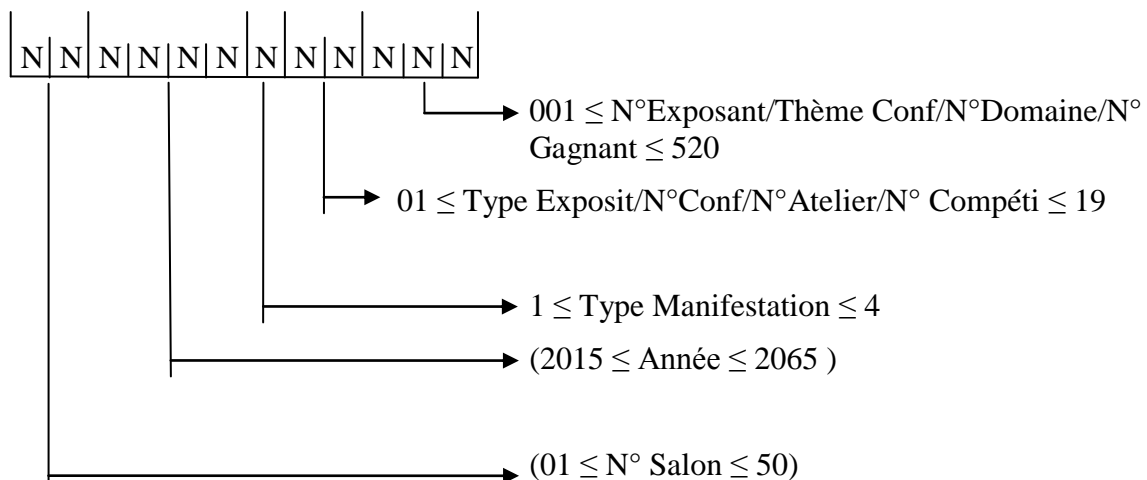 N N N N N N N N N N N N
001 ≤ N°Exposant/Thème Conf/N°Domaine/N°
Gagnant ≤ 520
01 ≤ Type Exposit/N°Conf/N°Atelier/N° Compéti ≤ 19
1 ≤ Type Manifestation ≤ 4
(2015 ≤ Année ≤ 2065 )
(01 ≤ N° Salon ≤ 50)